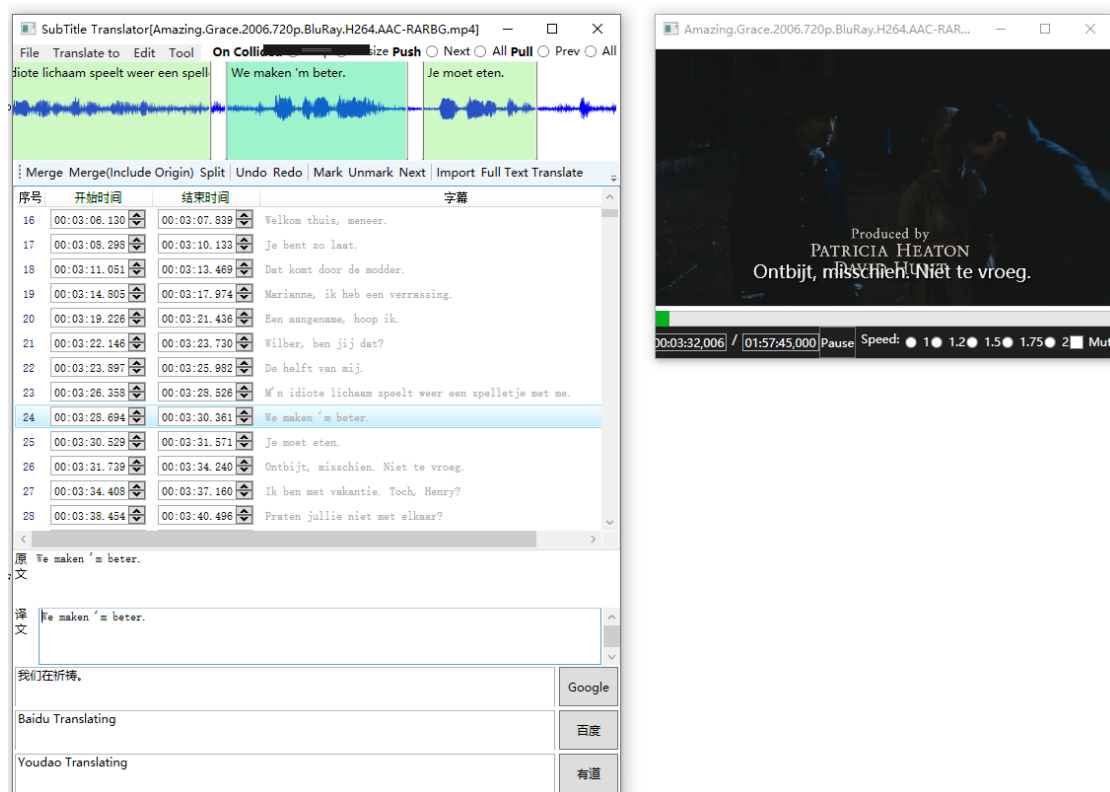 SubTitle Translator[Amazing.Grace.2006.720p.BluRay.H264.AAC-RARBG.mp4]
File Translate to Edit Tool On Collided size Push Next All Pull Prev All
idiote lichaam speelt weer een spell
We maken 'm beter.
Je moet eten.
Merge Merge(Include Origin) Split Undo Redo Mark Unmark Next Import Full Text Translate
序号 开始时间 结束时间 字幕
16 00:03:06.130 00:03:07.839 Welkom thuis, meneer.
17 00:03:08.298 00:03:10.133 Je bent zo laat.
18 00:03:11.051 00:03:13.469 Dat komt door de modder.
19 00:03:14.805 00:03:17.974 Marianne, ik heb een verrassing.
20 00:03:19.226 00:03:21.436 Een aangename, hoop ik.
21 00:03:22.146 00:03:23.730 Wilber, ben jij dat?
22 00:03:23.897 00:03:25.982 De helft van mij.
23 00:03:26.358 00:03:28.526 M'n idiote lichaam speelt weer een spelletje met me.
24 00:03:28.694 00:03:30.361 We maken 'm beter.
25 00:03:30.529 00:03:31.571 Je moet eten.
26 00:03:31.739 00:03:34.240 Ontbijt, misschien. Niet te vroeg.
27 00:03:34.408 00:03:37.160 Ik ben met vakantie. Toch, Henry?
28 00:03:38.454 00:03:40.496 Praten jullie niet met elkaar?
原文 We maken 'm beter.
译文 We maken 'm beter.
我们在祈祷。
Google
Baidu Translating
百度
Youdao Translating
有道
Amazing.Grace.2006.720p.BluRay.H264.AAC-RAR...
Produced by
PATRICIA HEATON
DAVID HUNT
Ontbijt, misschien. Niet te vroeg.
00:03:32,006 / 01:57:45,000 Pause Speed: 1 1.2 1.5 1.75 2 Mut